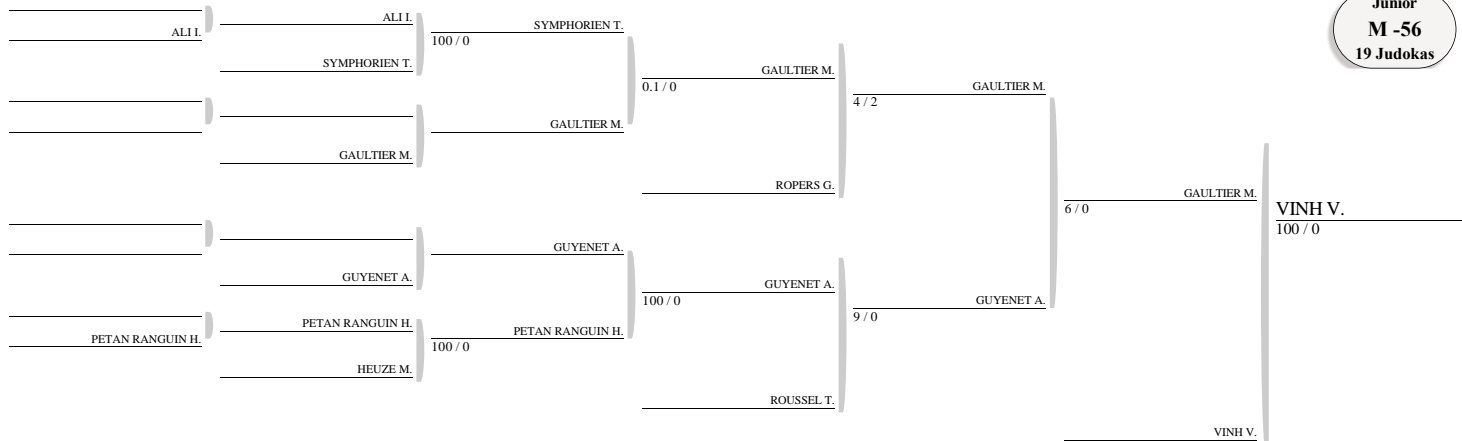 ALI I.
ALI I.
SYMPHORIEN T.
100 / 0
SYMPHORIEN T.
GAULTIER M.
GAULTIER M.
0.1 / 0
GAULTIER M.
ROPERS G.
4 / 2
GAULTIER M.
GUYENET A.
GUYENET A.
PETAN RANGUIN H.
PETAN RANGUIN H.
HEUZE M.
100 / 0
PETAN RANGUIN H.
100 / 0
GUYENET A.
ROUSSEL T.
9 / 0
GUYENET A.
6 / 0
GAULTIER M.
VINH V.
VINH V.
100 / 0
Junior
M -56
19 Judokas